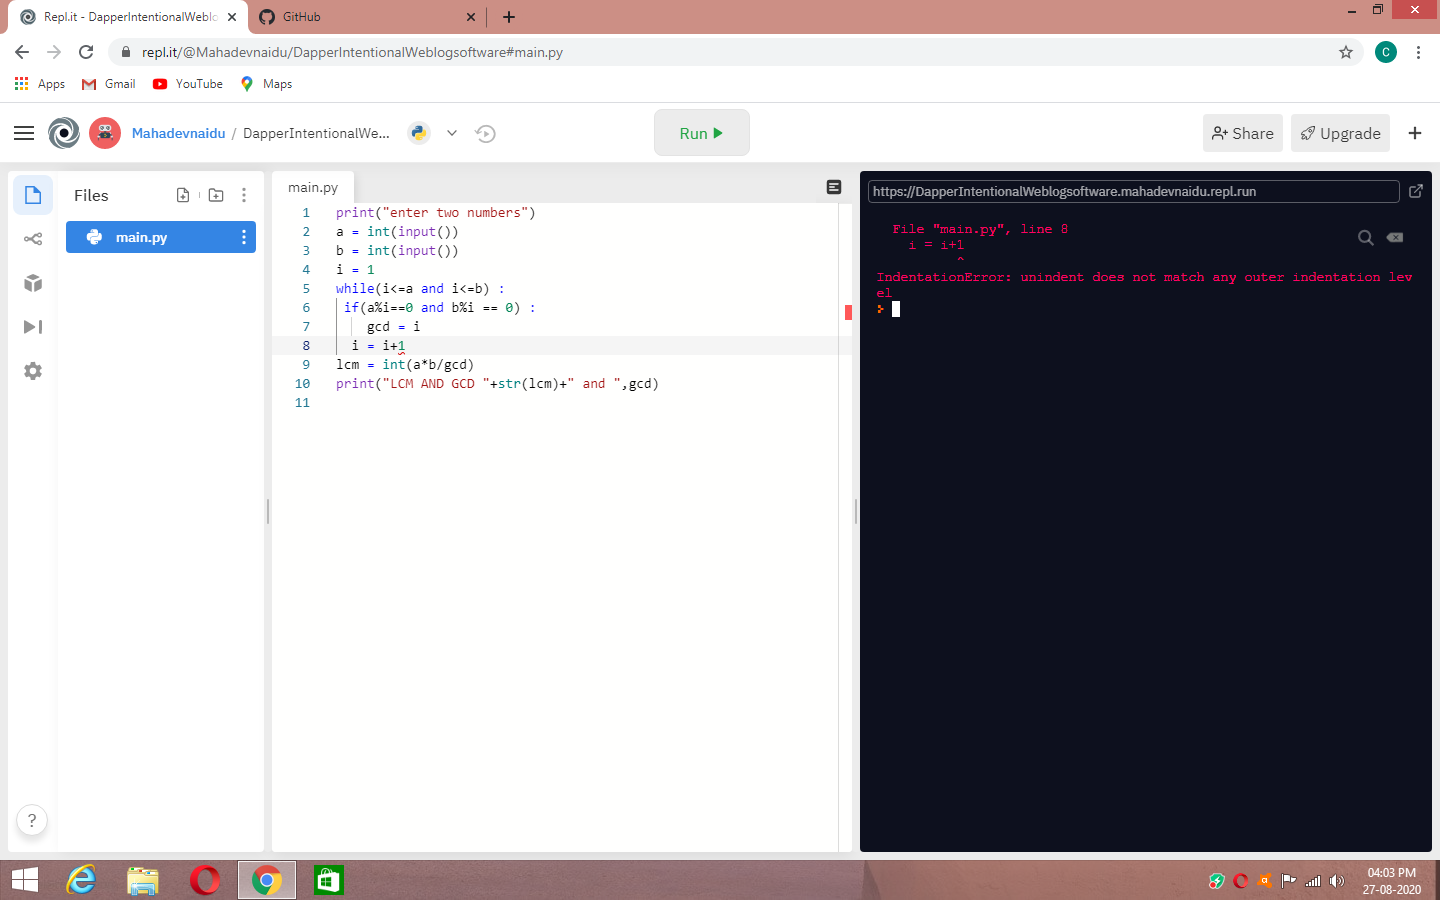 Repl.it - DapperIntentionalWeblo
GitHub
repl.it/@Mahadevnaidu/DapperIntentionalWeblogsoftware#main.py
C
Apps
Gmail
YouTube
Maps
Mahadevnaidu / DapperIntentionalWe...
Run
Share
Upgrade
Files
main.py
main.py
1 print("enter two numbers")
2 a = int(input())
3 b = int(input())
4 i = 1
5 while(i<=a and i<=b) :
6  if(a%i==0 and b%i == 0) :
7     gcd = i
8   i = i+1
9 lcm = int(a*b/gcd)
10 print("LCM AND GCD "+str(lcm)+" and ",gcd)
11
https://DapperIntentionalWeblogsoftware.mahadevnaidu.repl.run
File "main.py", line 8
i = i+1
^
IndentationError: unindent does not match any outer indentation lev
el
?
04:03 PM
27-08-2020